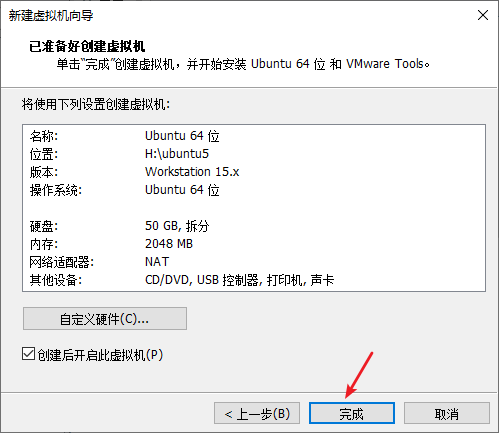 新建虚拟机向导
已准备好创建虚拟机
单击“完成”创建虚拟机，并开始安装 Ubuntu 64 位 和 VMware Tools。
将使用下列设置创建虚拟机:
名称: Ubuntu 64 位
位置: H:\ubuntu5
版本: Workstation 15.x
操作系统: Ubuntu 64 位
硬盘: 50 GB, 拆分
内存: 2048 MB
网络适配器: NAT
其他设备: CD/DVD, USB 控制器, 打印机, 声卡
自定义硬件(C)...
创建后开启此虚拟机(P)
< 上一步(B) 完成 取消